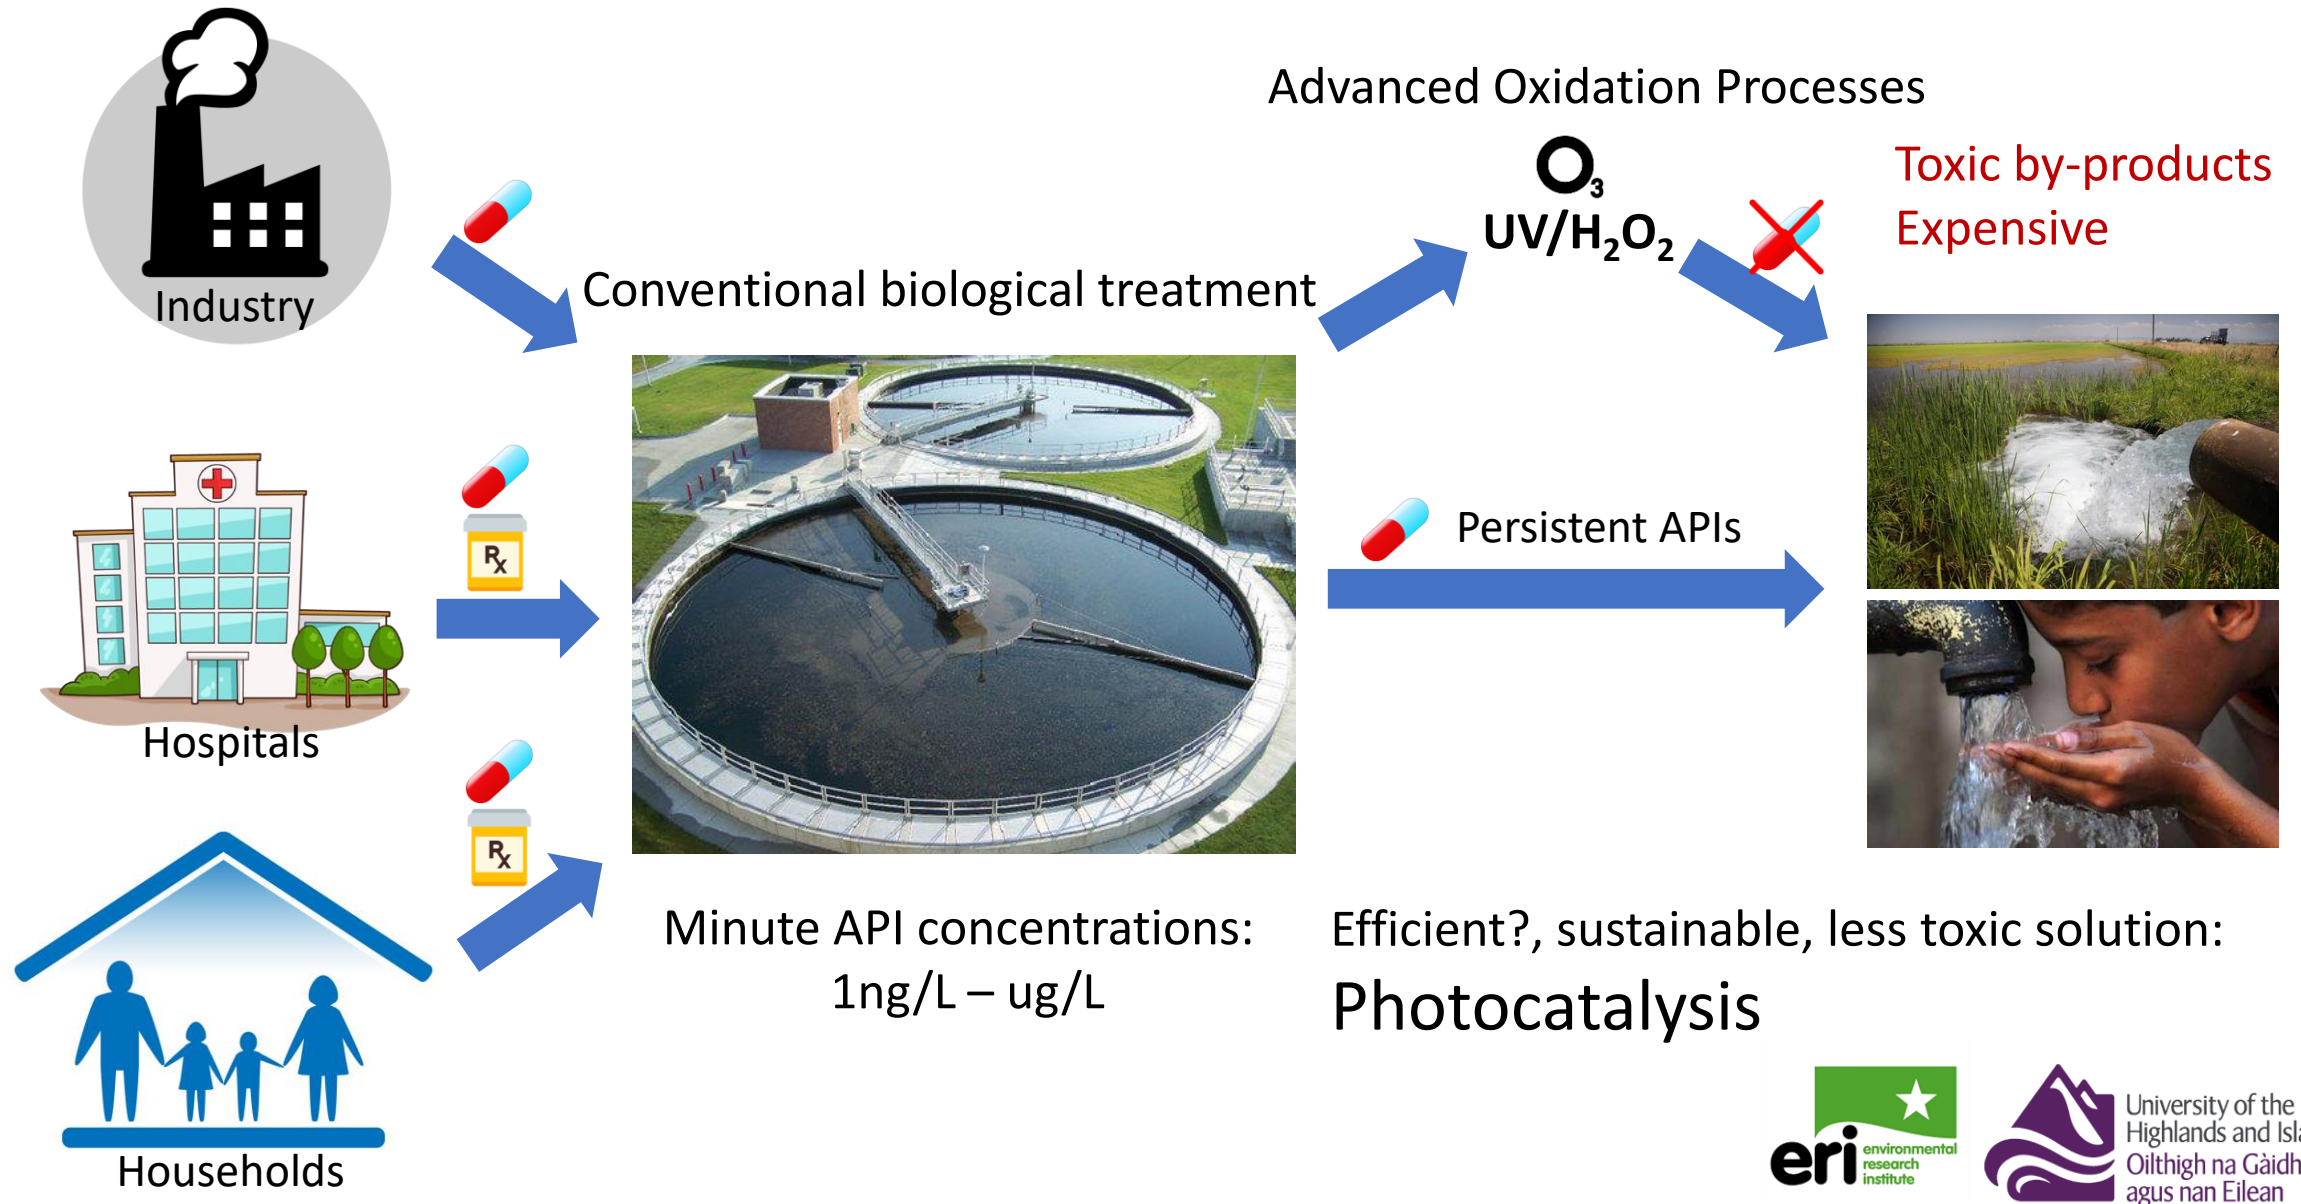 Advanced Oxidation Processes
O₃
UV/H₂O₂
Toxic by-products
Expensive
Industry
Conventional biological treatment
Rx
Persistent APIs
Hospitals
Rx
Minute API concentrations:
1ng/L – ug/L
Efficient?, sustainable, less toxic solution:
Photocatalysis
Households
eri environmental
research
institute
University of the
Highlands and Isl
Oilthigh na Gàidh
agus nan Eilean